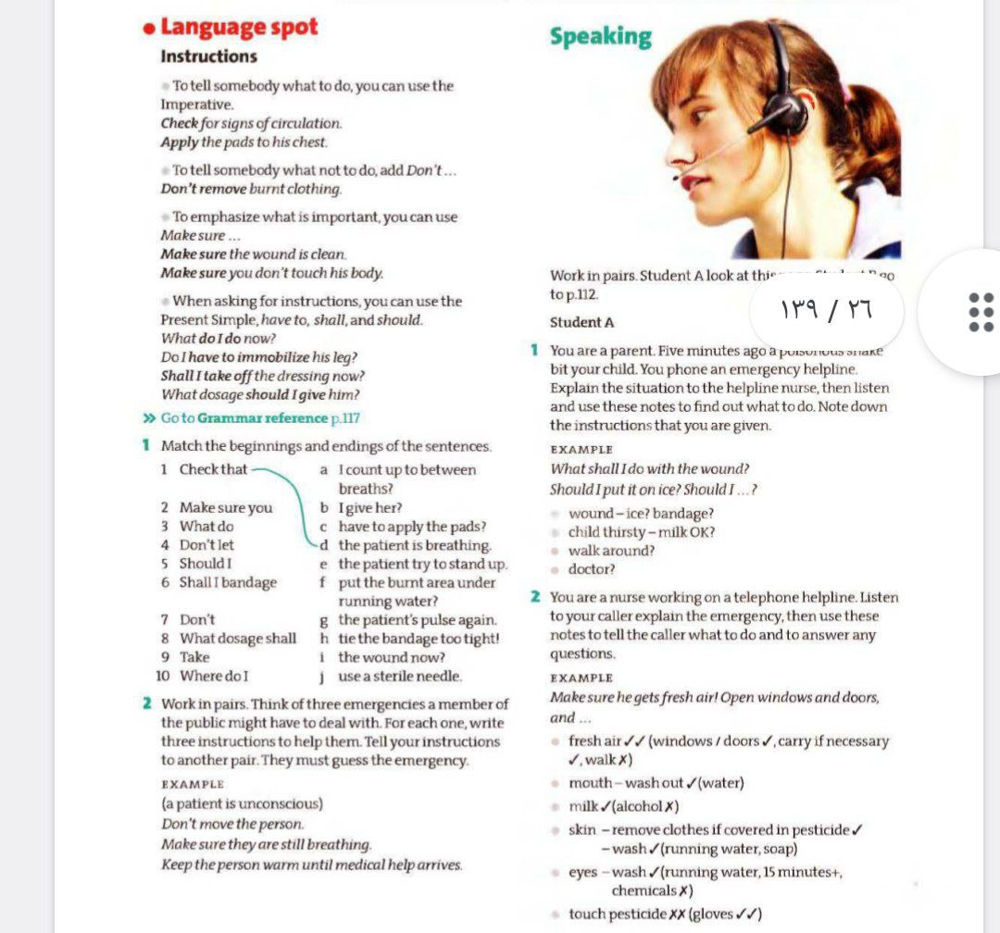 Language spot
Instructions
To tell somebody what to do, you can use the
Imperative.
Check for signs of circulation.
Apply the pads to his chest.
To tell somebody what not to do, add Don't ...
Don't remove burnt clothing.
To emphasize what is important, you can use
Make sure ...
Make sure the wound is clean.
Make sure you don't touch his body.
When asking for instructions, you can use the
Present Simple, have to, shall, and should.
What do I do now?
Do I have to immobilize his leg?
Shall I take off the dressing now?
What dosage should I give him?
>> Go to Grammar reference p.117
1 Match the beginnings and endings of the sentences.
1 Check that a I count up to between
breaths?
2 Make sure you b I give her?
3 What do c have to apply the pads?
4 Don't let d the patient is breathing.
5 Should I e the patient try to stand up.
6 Shall I bandage f put the burnt area under
running water?
7 Don't g the patient's pulse again.
8 What dosage shall h tie the bandage too tight!
9 Take i the wound now?
10 Where do I j use a sterile needle.
2 Work in pairs. Think of three emergencies a member of
the public might have to deal with. For each one, write
three instructions to help them. Tell your instructions
to another pair. They must guess the emergency.
EXAMPLE
(a patient is unconscious)
Don't move the person.
Make sure they are still breathing.
Keep the person warm until medical help arrives.
Speaking
Work in pairs. Student A look at this go
to p.112.
١٣٩ / ٢٦
Student A
1 You are a parent. Five minutes ago a poisonous snake
bit your child. You phone an emergency helpline.
Explain the situation to the helpline nurse, then listen
and use these notes to find out what to do. Note down
the instructions that you are given.
EXAMPLE
What shall I do with the wound?
Should I put it on ice? Should I ...?
wound – ice? bandage?
child thirsty – milk OK?
walk around?
doctor?
2 You are a nurse working on a telephone helpline. Listen
to your caller explain the emergency, then use these
notes to tell the caller what to do and to answer any
questions.
EXAMPLE
Make sure he gets fresh air! Open windows and doors,
and ...
fresh air ✓✓ (windows / doors ✓, carry if necessary
✓, walk ✗)
mouth – wash out ✓ (water)
milk ✓ (alcohol ✗)
skin – remove clothes if covered in pesticide ✓
– wash ✓ (running water, soap)
eyes – wash ✓ (running water, 15 minutes+,
chemicals ✗)
touch pesticide ✗✗ (gloves ✓✓)